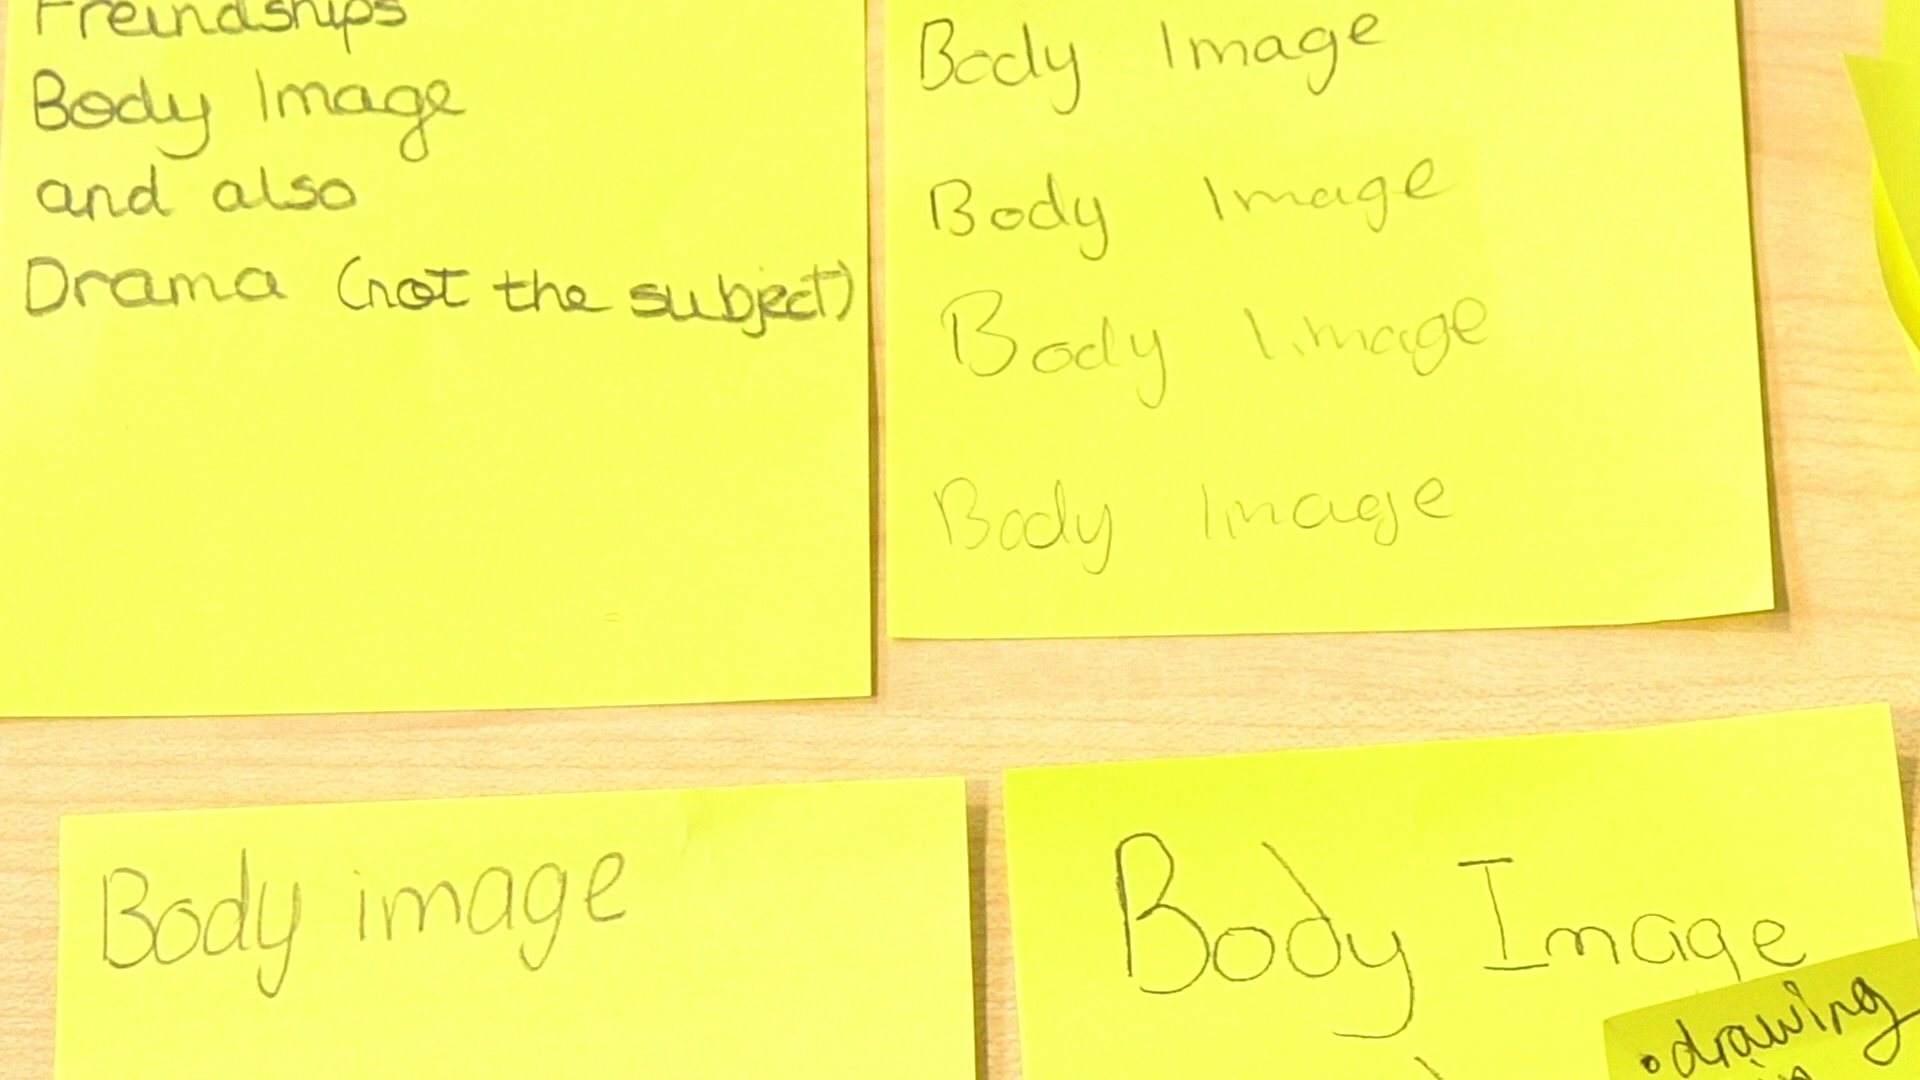 Freindships
Body Image
and also
Drama (not the subject)
Body Image
Body Image
Body Image
Body Image
Body image
Body Image
•drawing